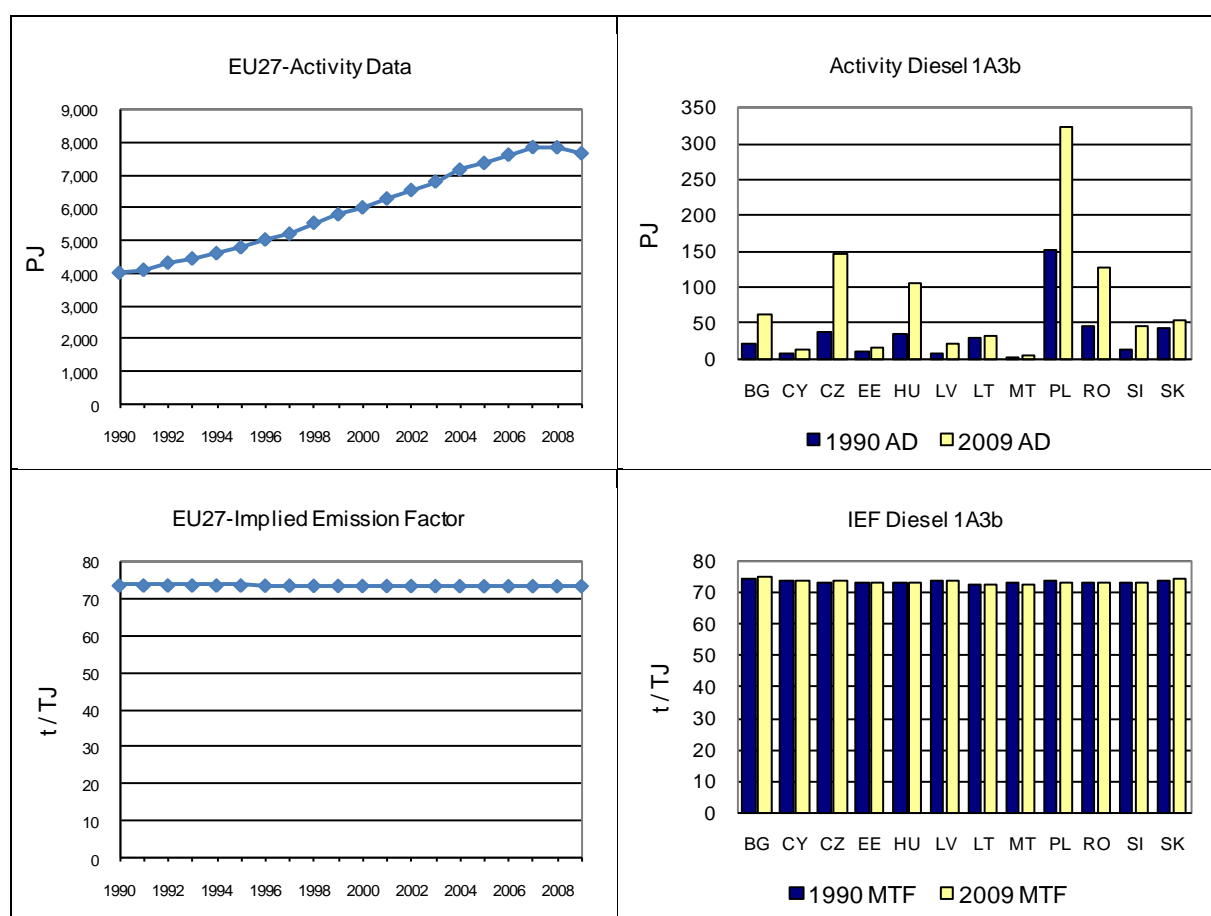 EU27-Activity Data
PJ
9,000
8,000
7,000
6,000
5,000
4,000
3,000
2,000
1,000
0
1990 1992 1994 1996 1998 2000 2002 2004 2006 2008
Activity Diesel 1A3b
PJ
350
300
250
200
150
100
50
0
BG CY CZ EE HU LV LT MT PL RO SI SK
1990 AD 2009 AD
EU27-Implied Emission Factor
t / TJ
80
70
60
50
40
30
20
10
0
1990 1992 1994 1996 1998 2000 2002 2004 2006 2008
IEF Diesel 1A3b
t / TJ
80
70
60
50
40
30
20
10
0
BG CY CZ EE HU LV LT MT PL RO SI SK
1990 MTF 2009 MTF